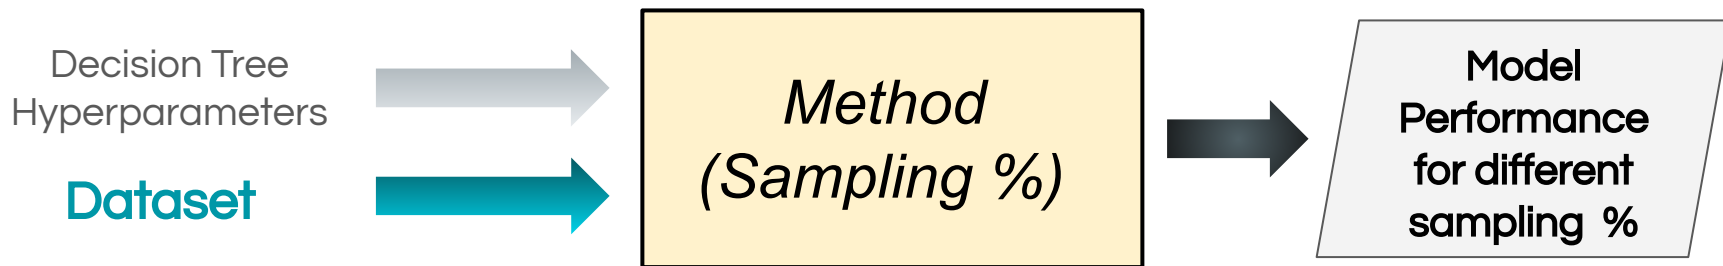 Decision Tree
Hyperparameters
Dataset
Method
(Sampling %)
Model
Performance
for different
sampling %